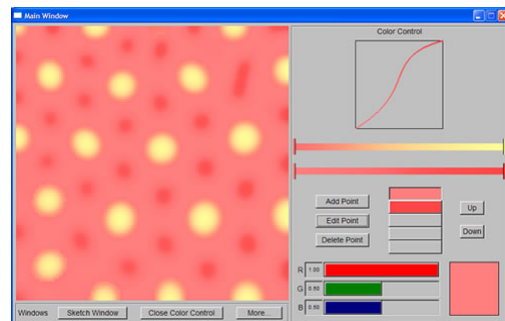 Main Window
Color Control
Add Point
Edit Point
Delete Point
Up
Down
R 1.00
G 0.50
B 0.50
Windows Sketch Window Close Color Control More...